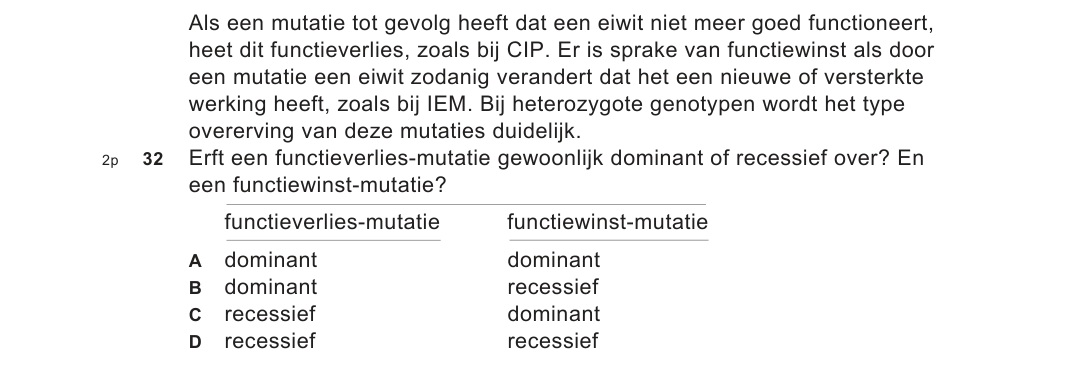 Als een mutatie tot gevolg heeft dat een eiwit niet meer goed functioneert,
heet dit functieverlies, zoals bij CIP. Er is sprake van functiewinst als door
een mutatie een eiwit zodanig verandert dat het een nieuwe of versterkte
werking heeft, zoals bij IEM. Bij heterozygote genotypen wordt het type
overerving van deze mutaties duidelijk.
2p 32 Erft een functieverlies-mutatie gewoonlijk dominant of recessief over? En
een functiewinst-mutatie?
functieverlies-mutatie functiewinst-mutatie
A dominant dominant
B dominant recessief
C recessief dominant
D recessief recessief